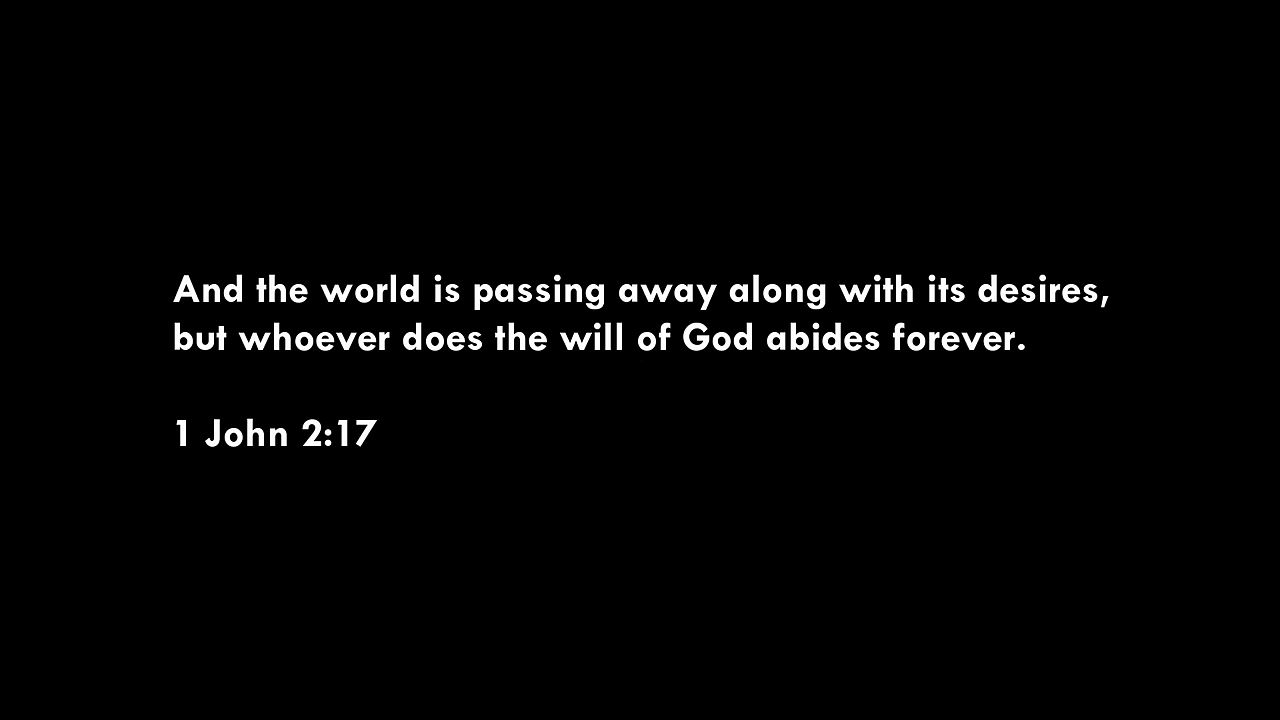 And the world is passing away along with its desires,
but whoever does the will of God abides forever.
1 John 2:17